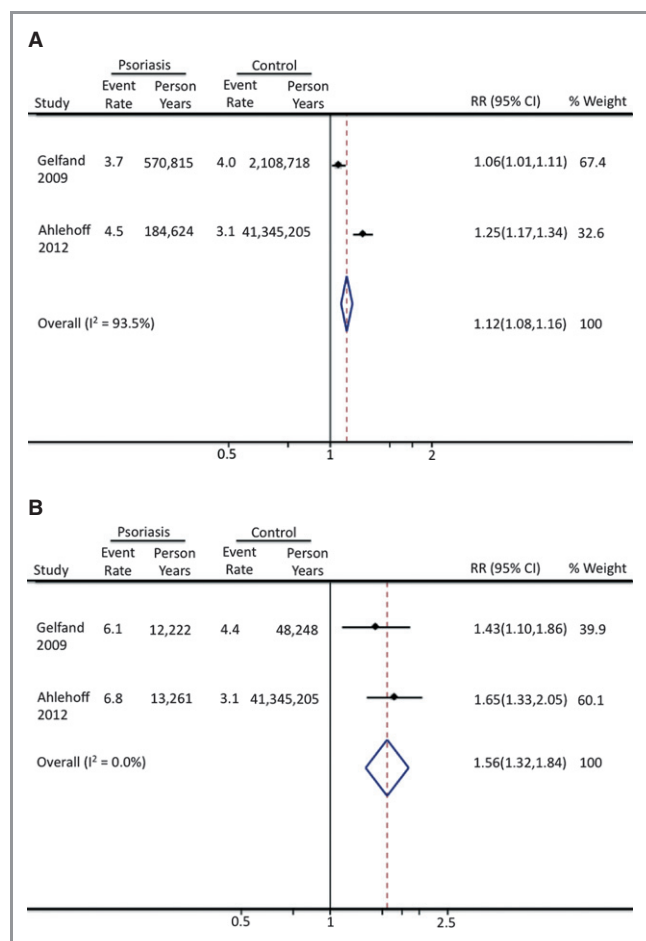 A
Psoriasis Control
Event Person Event Person
Study Rate Years Rate Years RR (95% CI) % Weight
Gelfand 3.7 570,815 4.0 2,108,718 1.06(1.01,1.11) 67.4
2009
Ahlehoff 4.5 184,624 3.1 41,345,205 1.25(1.17,1.34) 32.6
2012
Overall (I² = 93.5%) 1.12(1.08,1.16) 100
0.5 1 2
B
Psoriasis Control
Event Person Event Person
Study Rate Years Rate Years RR (95% CI) % Weight
Gelfand 6.1 12,222 4.4 48,248 1.43(1.10,1.86) 39.9
2009
Ahlehoff 6.8 13,261 3.1 41,345,205 1.65(1.33,2.05) 60.1
2012
Overall (I² = 0.0%) 1.56(1.32,1.84) 100
0.5 1 2.5